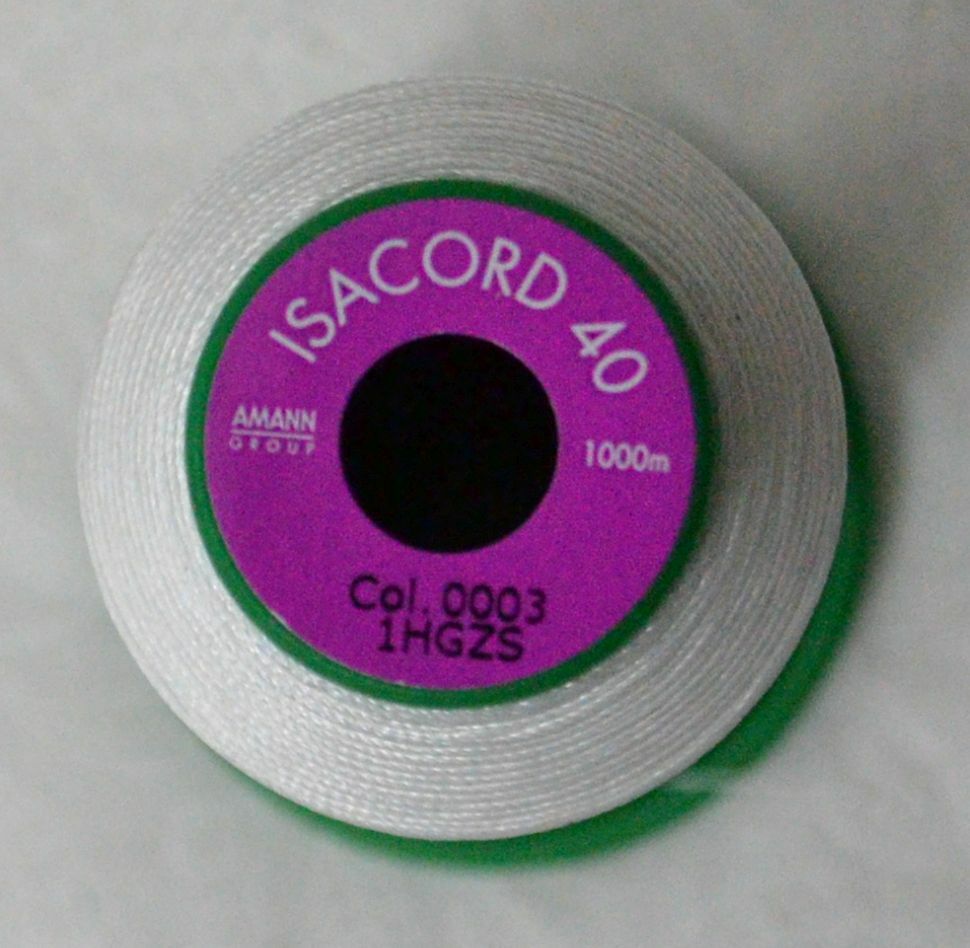 ISACORD 40
AMANN
GROUP
1000m
Col. 0003
1HGZS